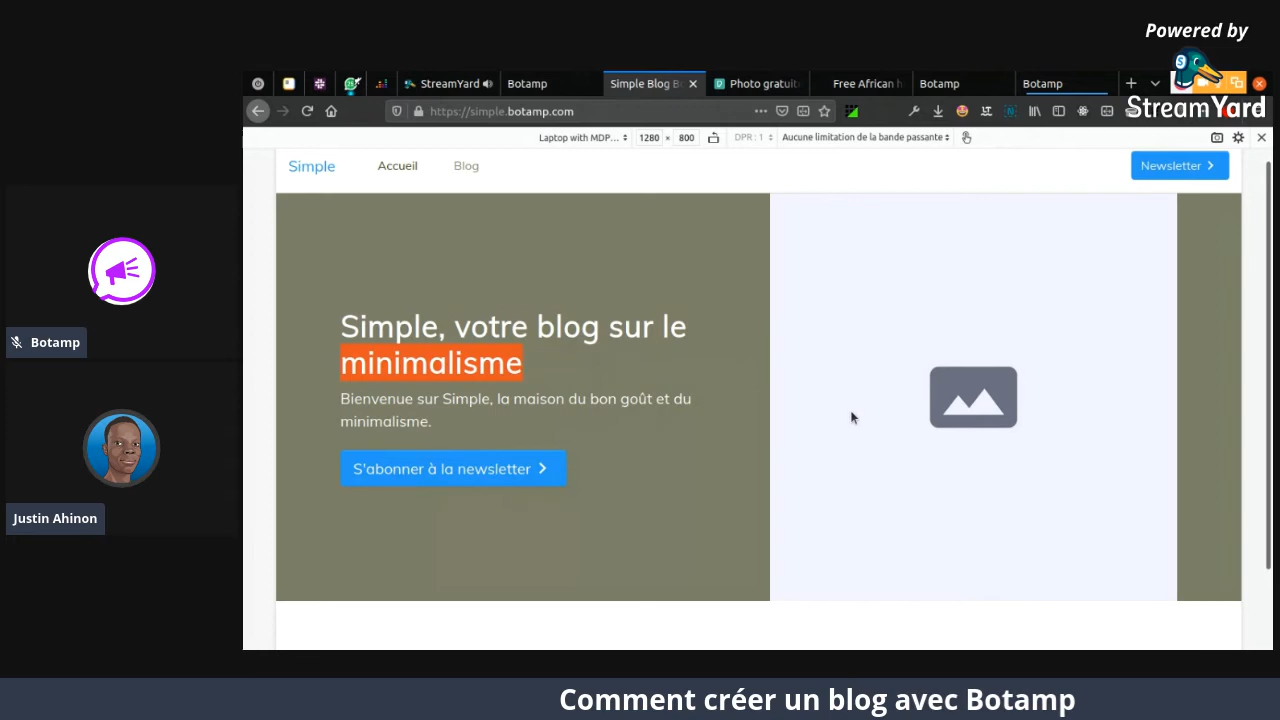 Powered by
StreamYard
StreamYard
Botamp
Simple Blog B
Photo gratuit
Free African h
Botamp
Botamp
https://simple.botamp.com
Laptop with MDP... 1280 × 800 DPR : 1 Aucune limitation de la bande passante
Simple
Accueil
Blog
Newsletter
Simple, votre blog sur le
minimalisme
Bienvenue sur Simple, la maison du bon goût et du
minimalisme.
S'abonner à la newsletter
Botamp
Justin Ahinon
Comment créer un blog avec Botamp